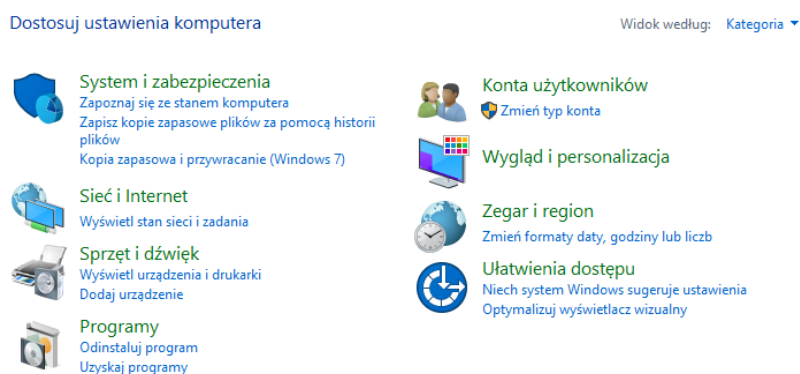 Dostosuj ustawienia komputera
Widok według: Kategoria
System i zabezpieczenia
Zapoznaj się ze stanem komputera
Zapisz kopie zapasowe plików za pomocą historii
plików
Kopia zapasowa i przywracanie (Windows 7)
Sieć i Internet
Wyświetl stan sieci i zadania
Sprzęt i dźwięk
Wyświetl urządzenia i drukarki
Dodaj urządzenie
Programy
Odinstaluj program
Uzyskaj programy
Konta użytkowników
Zmień typ konta
Wygląd i personalizacja
Zegar i region
Zmień formaty daty, godziny lub liczb
Ułatwienia dostępu
Niech system Windows sugeruje ustawienia
Optymalizuj wyświetlacz wizualny